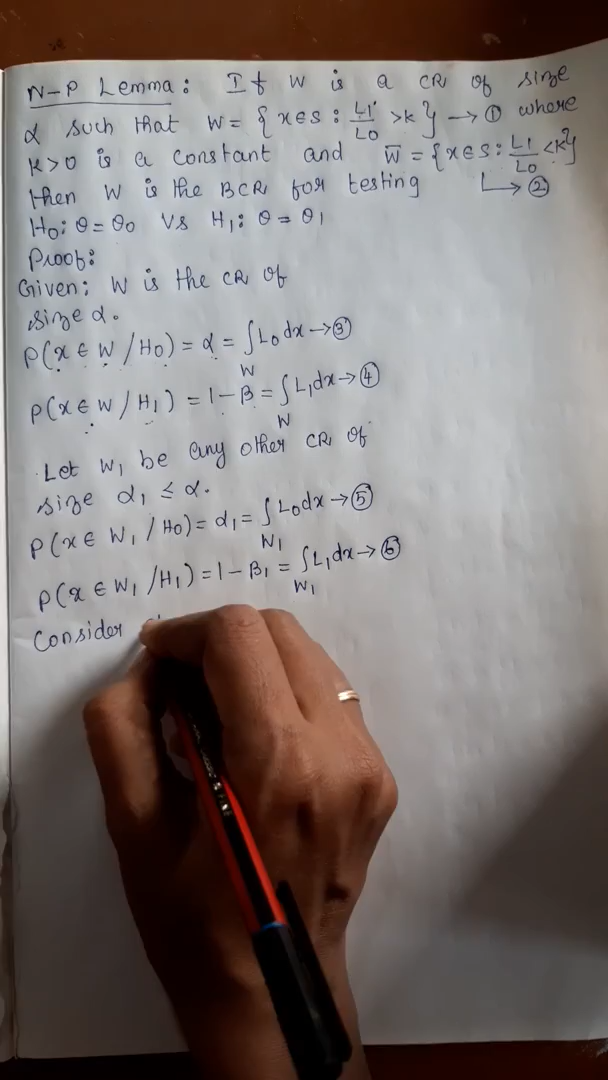 N-P Lemma: If W is a CR of size
α such that W = { x∈s : L1/L0 >k } → ① where
k>0 is a constant and W̅ = {x∈s : L1/L0 <k}
then W is the BCR for testing ↳ ②
H0: θ = θ0 Vs H1: θ = θ1
Proof:
Given: W is the CR of
size α.
P(x ∈ W / H0) = α = ∫W L0 dx → ③
P(x ∈ W / H1) = 1 - β = ∫W L1 dx → ④
Let W1 be any other CR of
size α1 ≤ α.
P(x ∈ W1 / H0) = α1 = ∫W1 L0 dx → ⑤
P(x ∈ W1 / H1) = 1 - β1 = ∫W1 L1 dx → ⑥
Consider